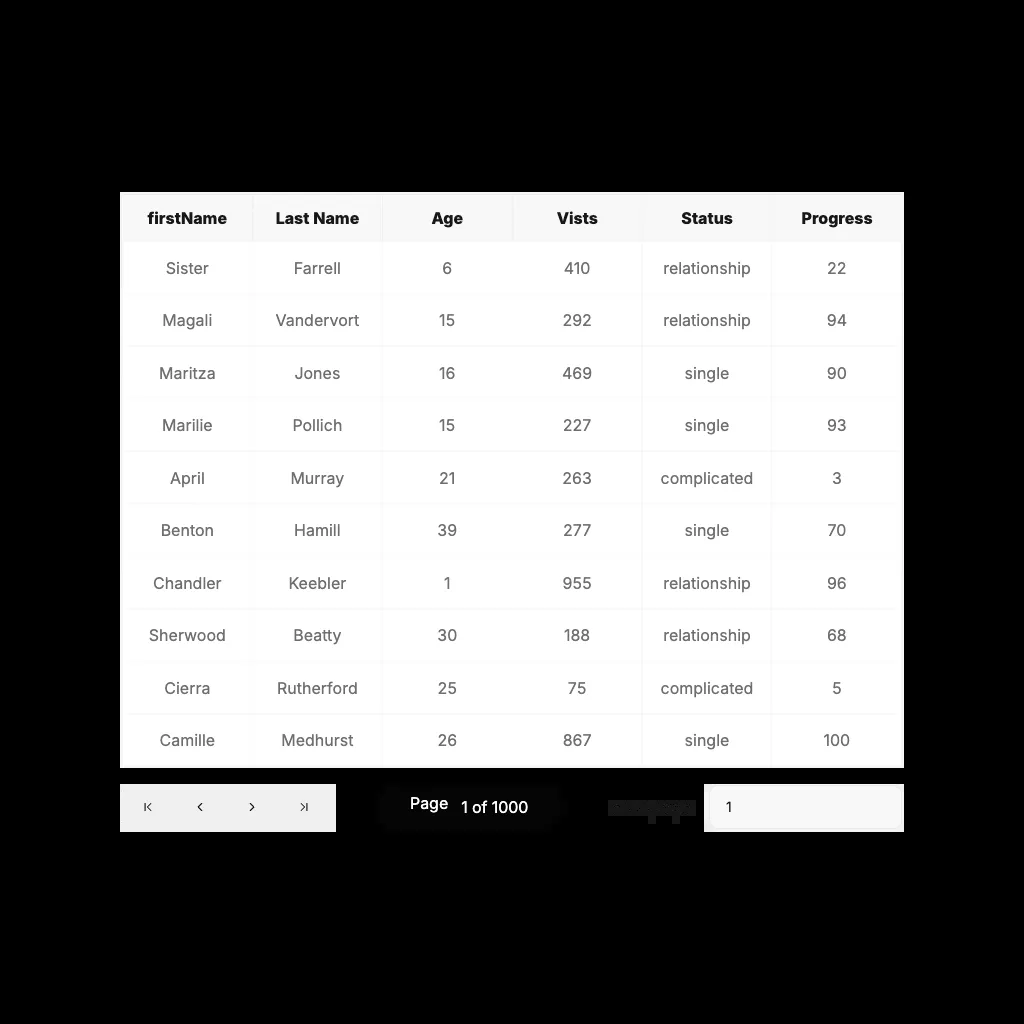 firstName Last Name Age Vists Status Progress
Sister Farrell 6 410 relationship 22
Magali Vandervort 15 292 relationship 94
Maritza Jones 16 469 single 90
Marilie Pollich 15 227 single 93
April Murray 21 263 complicated 3
Benton Hamill 39 277 single 70
Chandler Keebler 1 955 relationship 96
Sherwood Beatty 30 188 relationship 68
Cierra Rutherford 25 75 complicated 5
Camille Medhurst 26 867 single 100
Page 1 of 1000 1